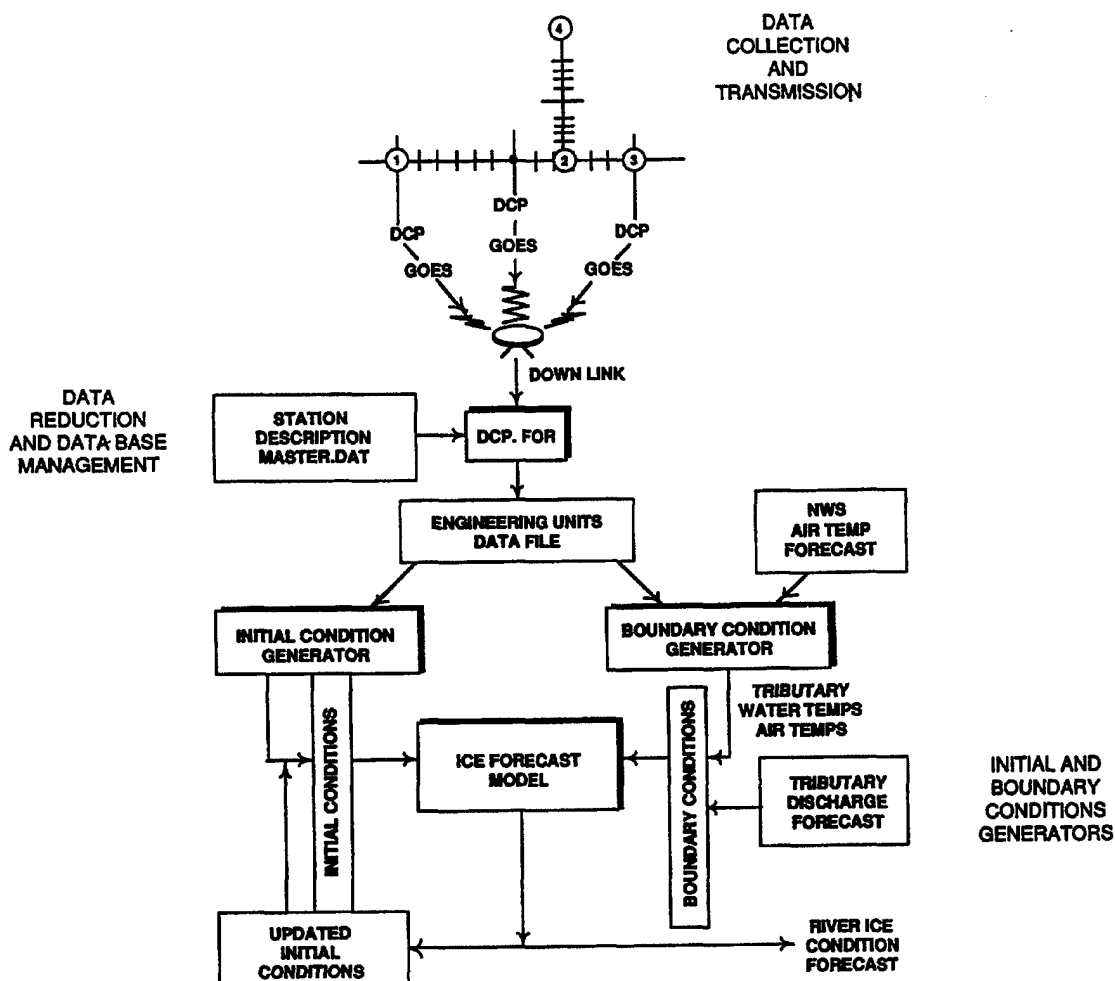 4
DATA
COLLECTION
AND
TRANSMISSION
1
2
3
DCP
DCP
DCP
GOES
GOES
GOES
DOWN LINK
DATA
REDUCTION
AND DATA BASE
MANAGEMENT
STATION
DESCRIPTION
MASTER.DAT
DCP. FOR
ENGINEERING UNITS
DATA FILE
NWS
AIR TEMP
FORECAST
INITIAL CONDITION
GENERATOR
BOUNDARY CONDITION
GENERATOR
TRIBUTARY
WATER TEMPS
AIR TEMPS
INITIAL CONDITIONS
ICE FORECAST
MODEL
BOUNDARY CONDITIONS
TRIBUTARY
DISCHARGE
FORECAST
INITIAL AND
BOUNDARY
CONDITIONS
GENERATORS
UPDATED
INITIAL
CONDITIONS
RIVER ICE
CONDITION
FORECAST